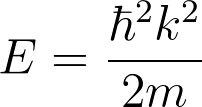 E = ħ²k² / 2m